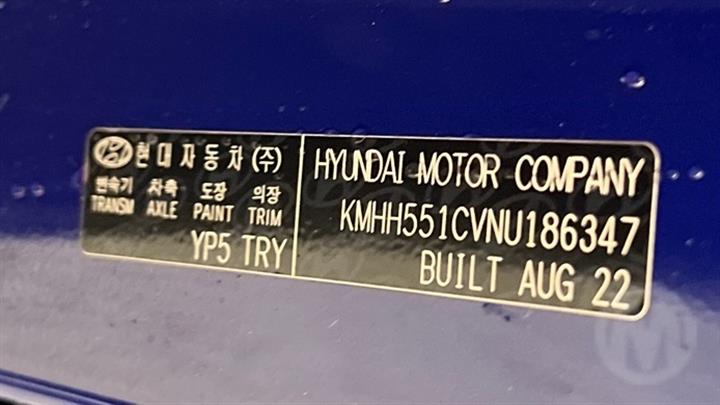 현대자동차 (주)
변속기 차축 도장 의장
TRANSM AXLE PAINT TRIM
YP5 TRY
HYUNDAI MOTOR COMPANY
KMHH551CVNU186347
BUILT AUG 22
M